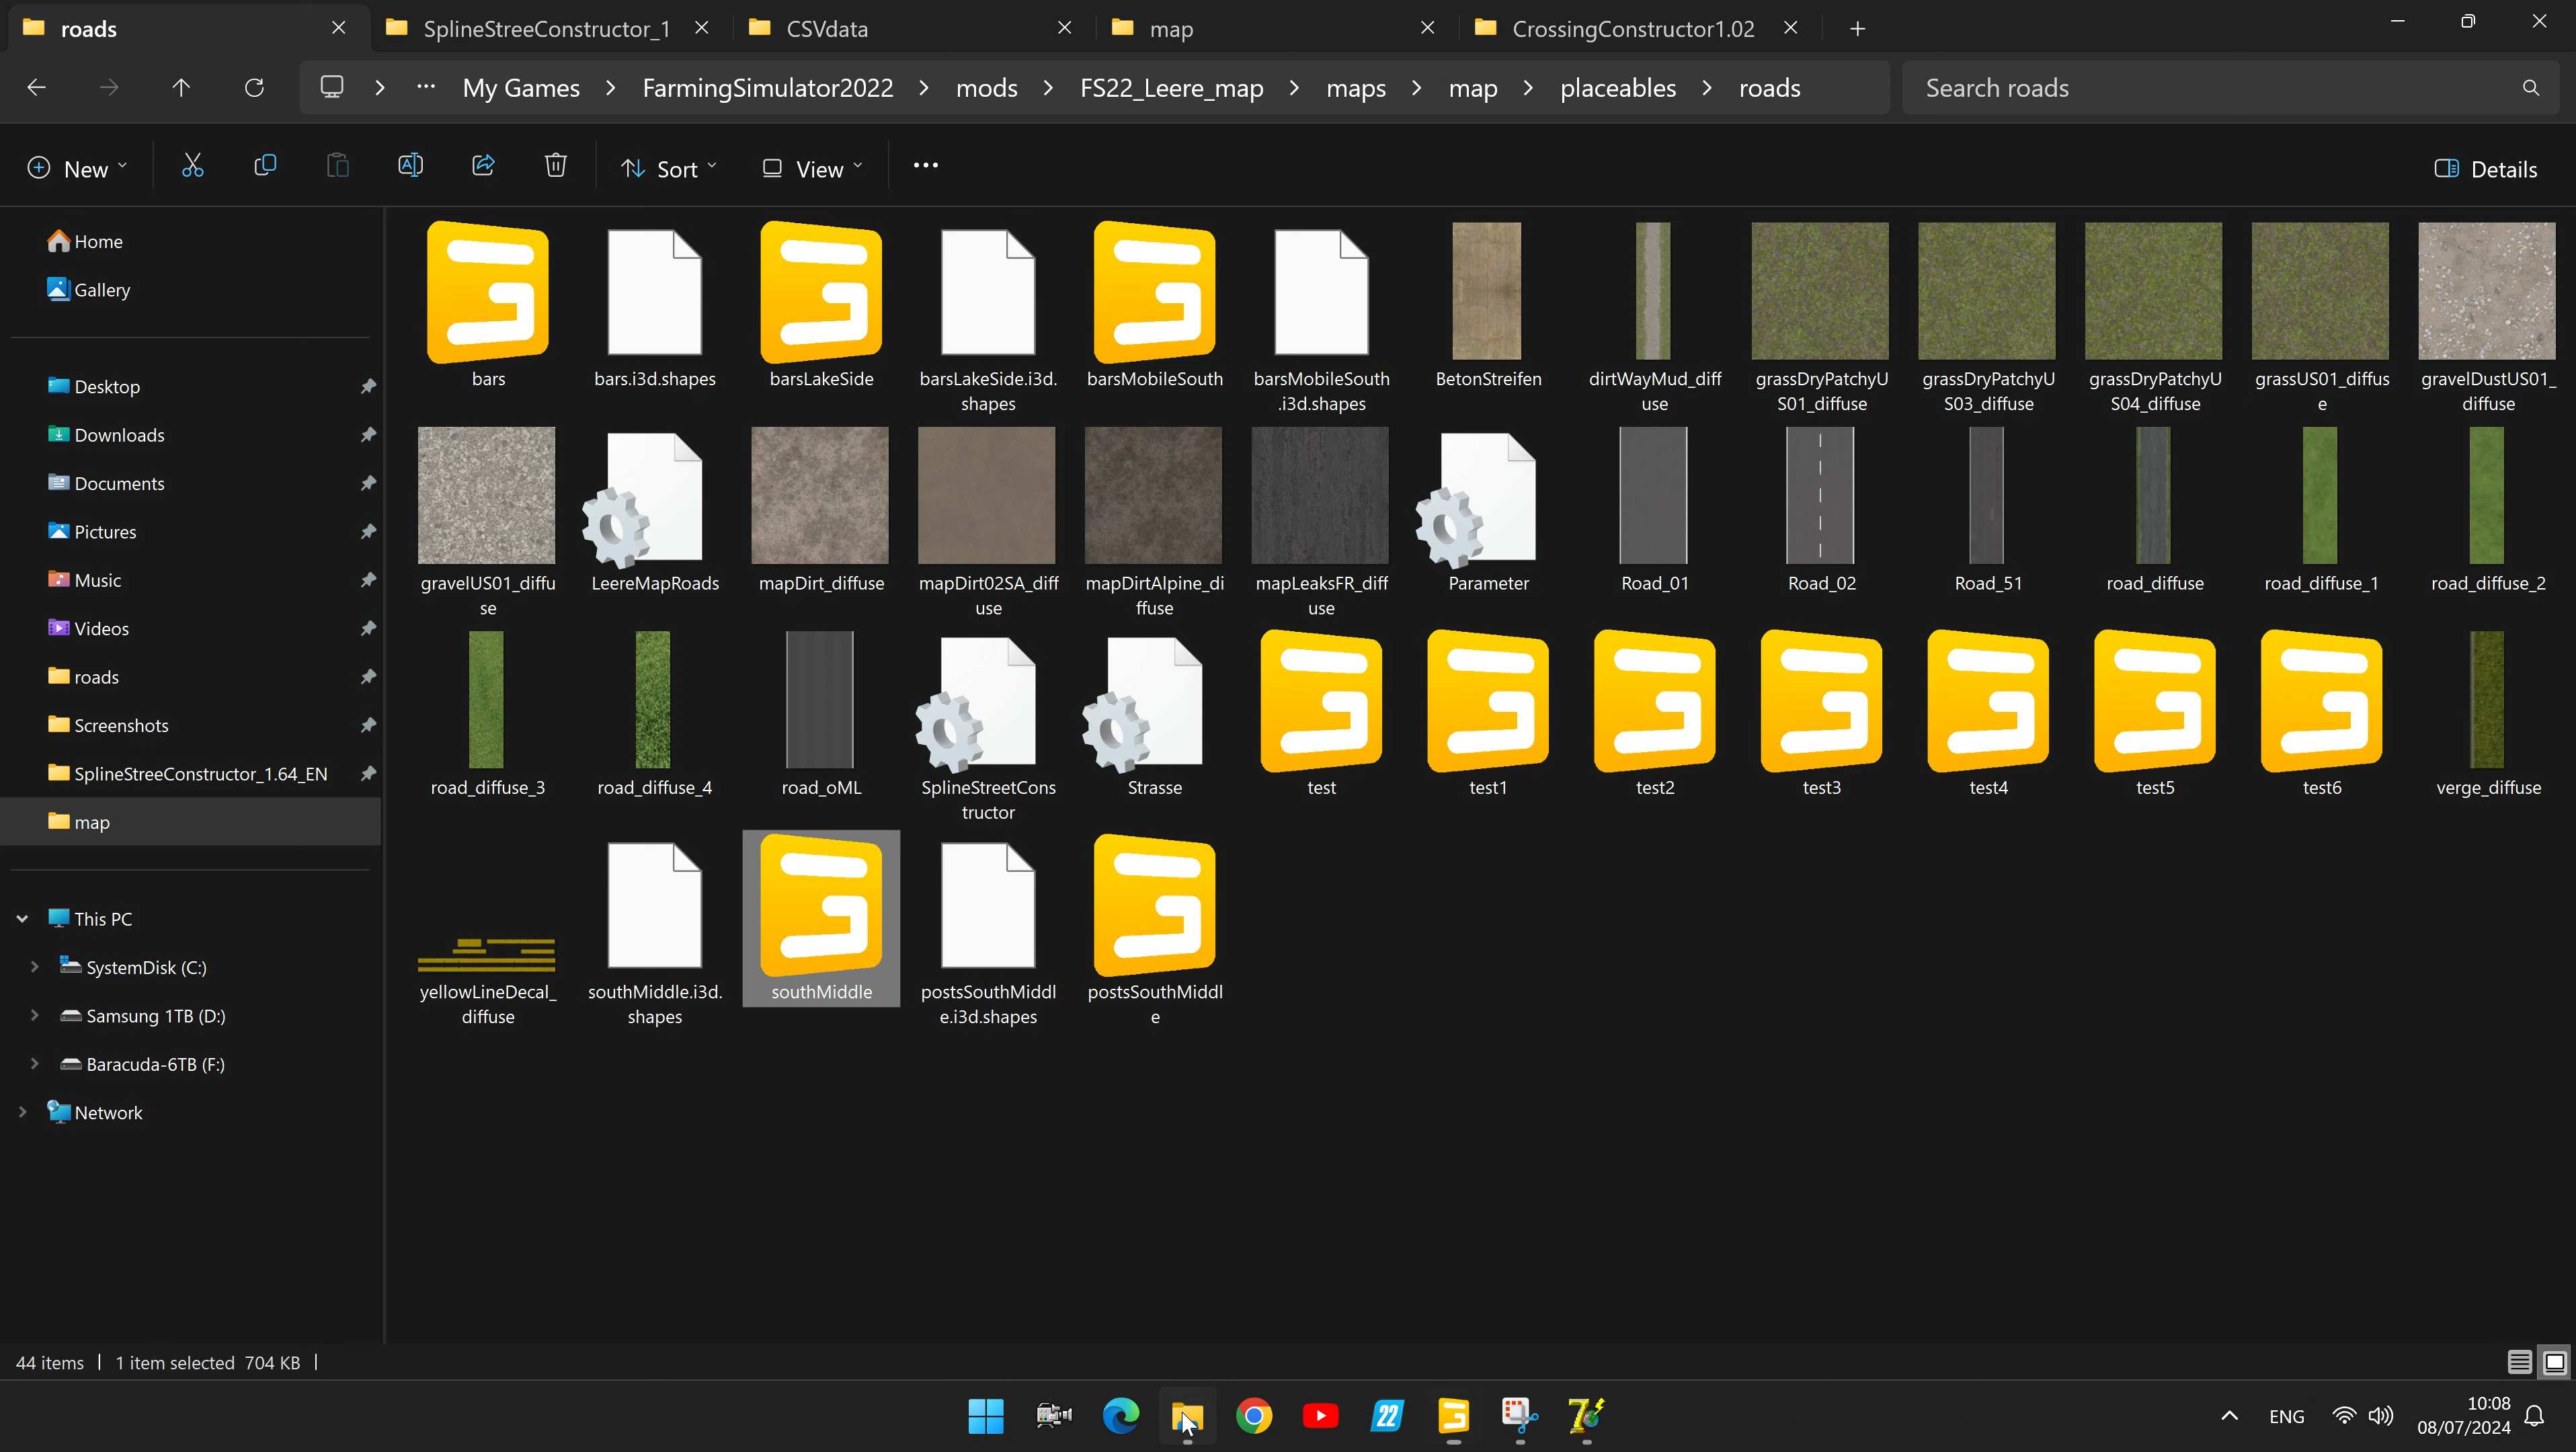 roads
SplineStreeConstructor_1
CSVdata
map
CrossingConstructor1.02
My Games
FarmingSimulator2022
mods
FS22_Leere_map
maps
map
placeables
roads
Search roads
New
Sort
View
Details
Home
Gallery
Desktop
Downloads
Documents
Pictures
Music
Videos
roads
Screenshots
SplineStreeConstructor_1.64_EN
map
This PC
SystemDisk (C:)
Samsung 1TB (D:)
Baracuda-6TB (F:)
Network
bars
bars.i3d.shapes
barsLakeSide
barsLakeSide.i3d.
shapes
barsMobileSouth
barsMobileSouth
.i3d.shapes
BetonStreifen
dirtWayMud_diff
use
grassDryPatchyU
S01_diffuse
grassDryPatchyU
S03_diffuse
grassDryPatchyU
S04_diffuse
grassUS01_diffus
e
gravelDustUS01_
diffuse
gravelUS01_diffu
se
LeereMapRoads
mapDirt_diffuse
mapDirt02SA_diff
use
mapDirtAlpine_di
ffuse
mapLeaksFR_diff
use
Parameter
Road_01
Road_02
Road_51
road_diffuse
road_diffuse_1
road_diffuse_2
road_diffuse_3
road_diffuse_4
road_oML
SplineStreetCons
tructor
Strasse
test
test1
test2
test3
test4
test5
test6
verge_diffuse
yellowLineDecal_
diffuse
southMiddle.i3d.
shapes
southMiddle
postsSouthMiddl
e.i3d.shapes
postsSouthMiddl
e
44 items
1 item selected 704 KB
22
ENG
10:08
08/07/2024